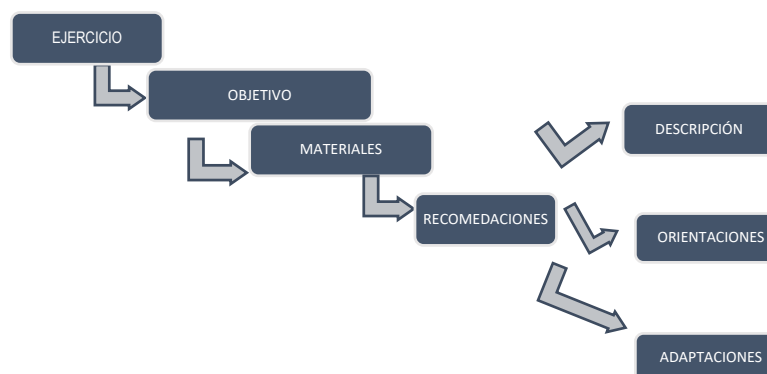 EJERCICIO
OBJETIVO
MATERIALES
RECOMEDACIONES
DESCRIPCIÓN
ORIENTACIONES
ADAPTACIONES